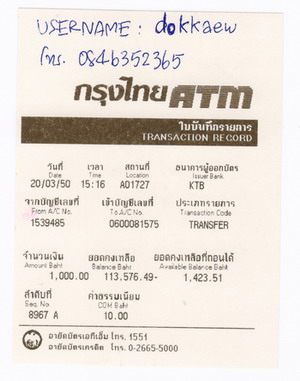 USERNAME : dokkaew
โทร. 0846352365
กรุงไทย ATM
ใบบันทึกรายการ
TRANSACTION RECORD
วันที่ เวลา สถานที่ ธนาคารผู้ออกบัตร
Date Time Location Issuer Bank
20/03/50 15:16 A01727 KTB
จากบัญชีเลขที่ เข้าบัญชีเลขที่ ประเภทรายการ
From A/C No. To A/C No. Transaction Code
1539485 0600081575 TRANSFER
จำนวนเงิน ยอดคงเหลือ ยอดคงเหลือที่ถอนได้
Amount Baht Balance Baht Available Balance Baht
1,000.00 113,576.49- 1,423.51
ลำดับที่ ค่าธรรมเนียม
Seq. No. COM Baht
8967 A 10.00
อายัดบัตรเอทีเอ็ม โทร. 1551
อายัดบัตรเครดิต โทร. 0-2665-5000